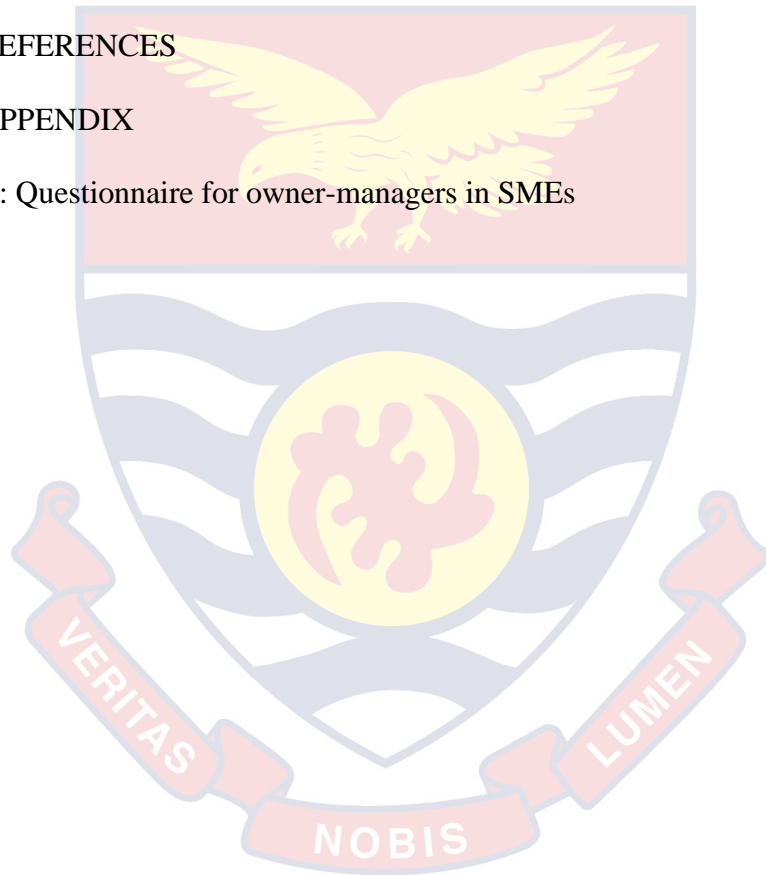 EFERENCES
PPENDIX
: Questionnaire for owner-managers in SMEs
VERITAS
NOBIS
LUMEN